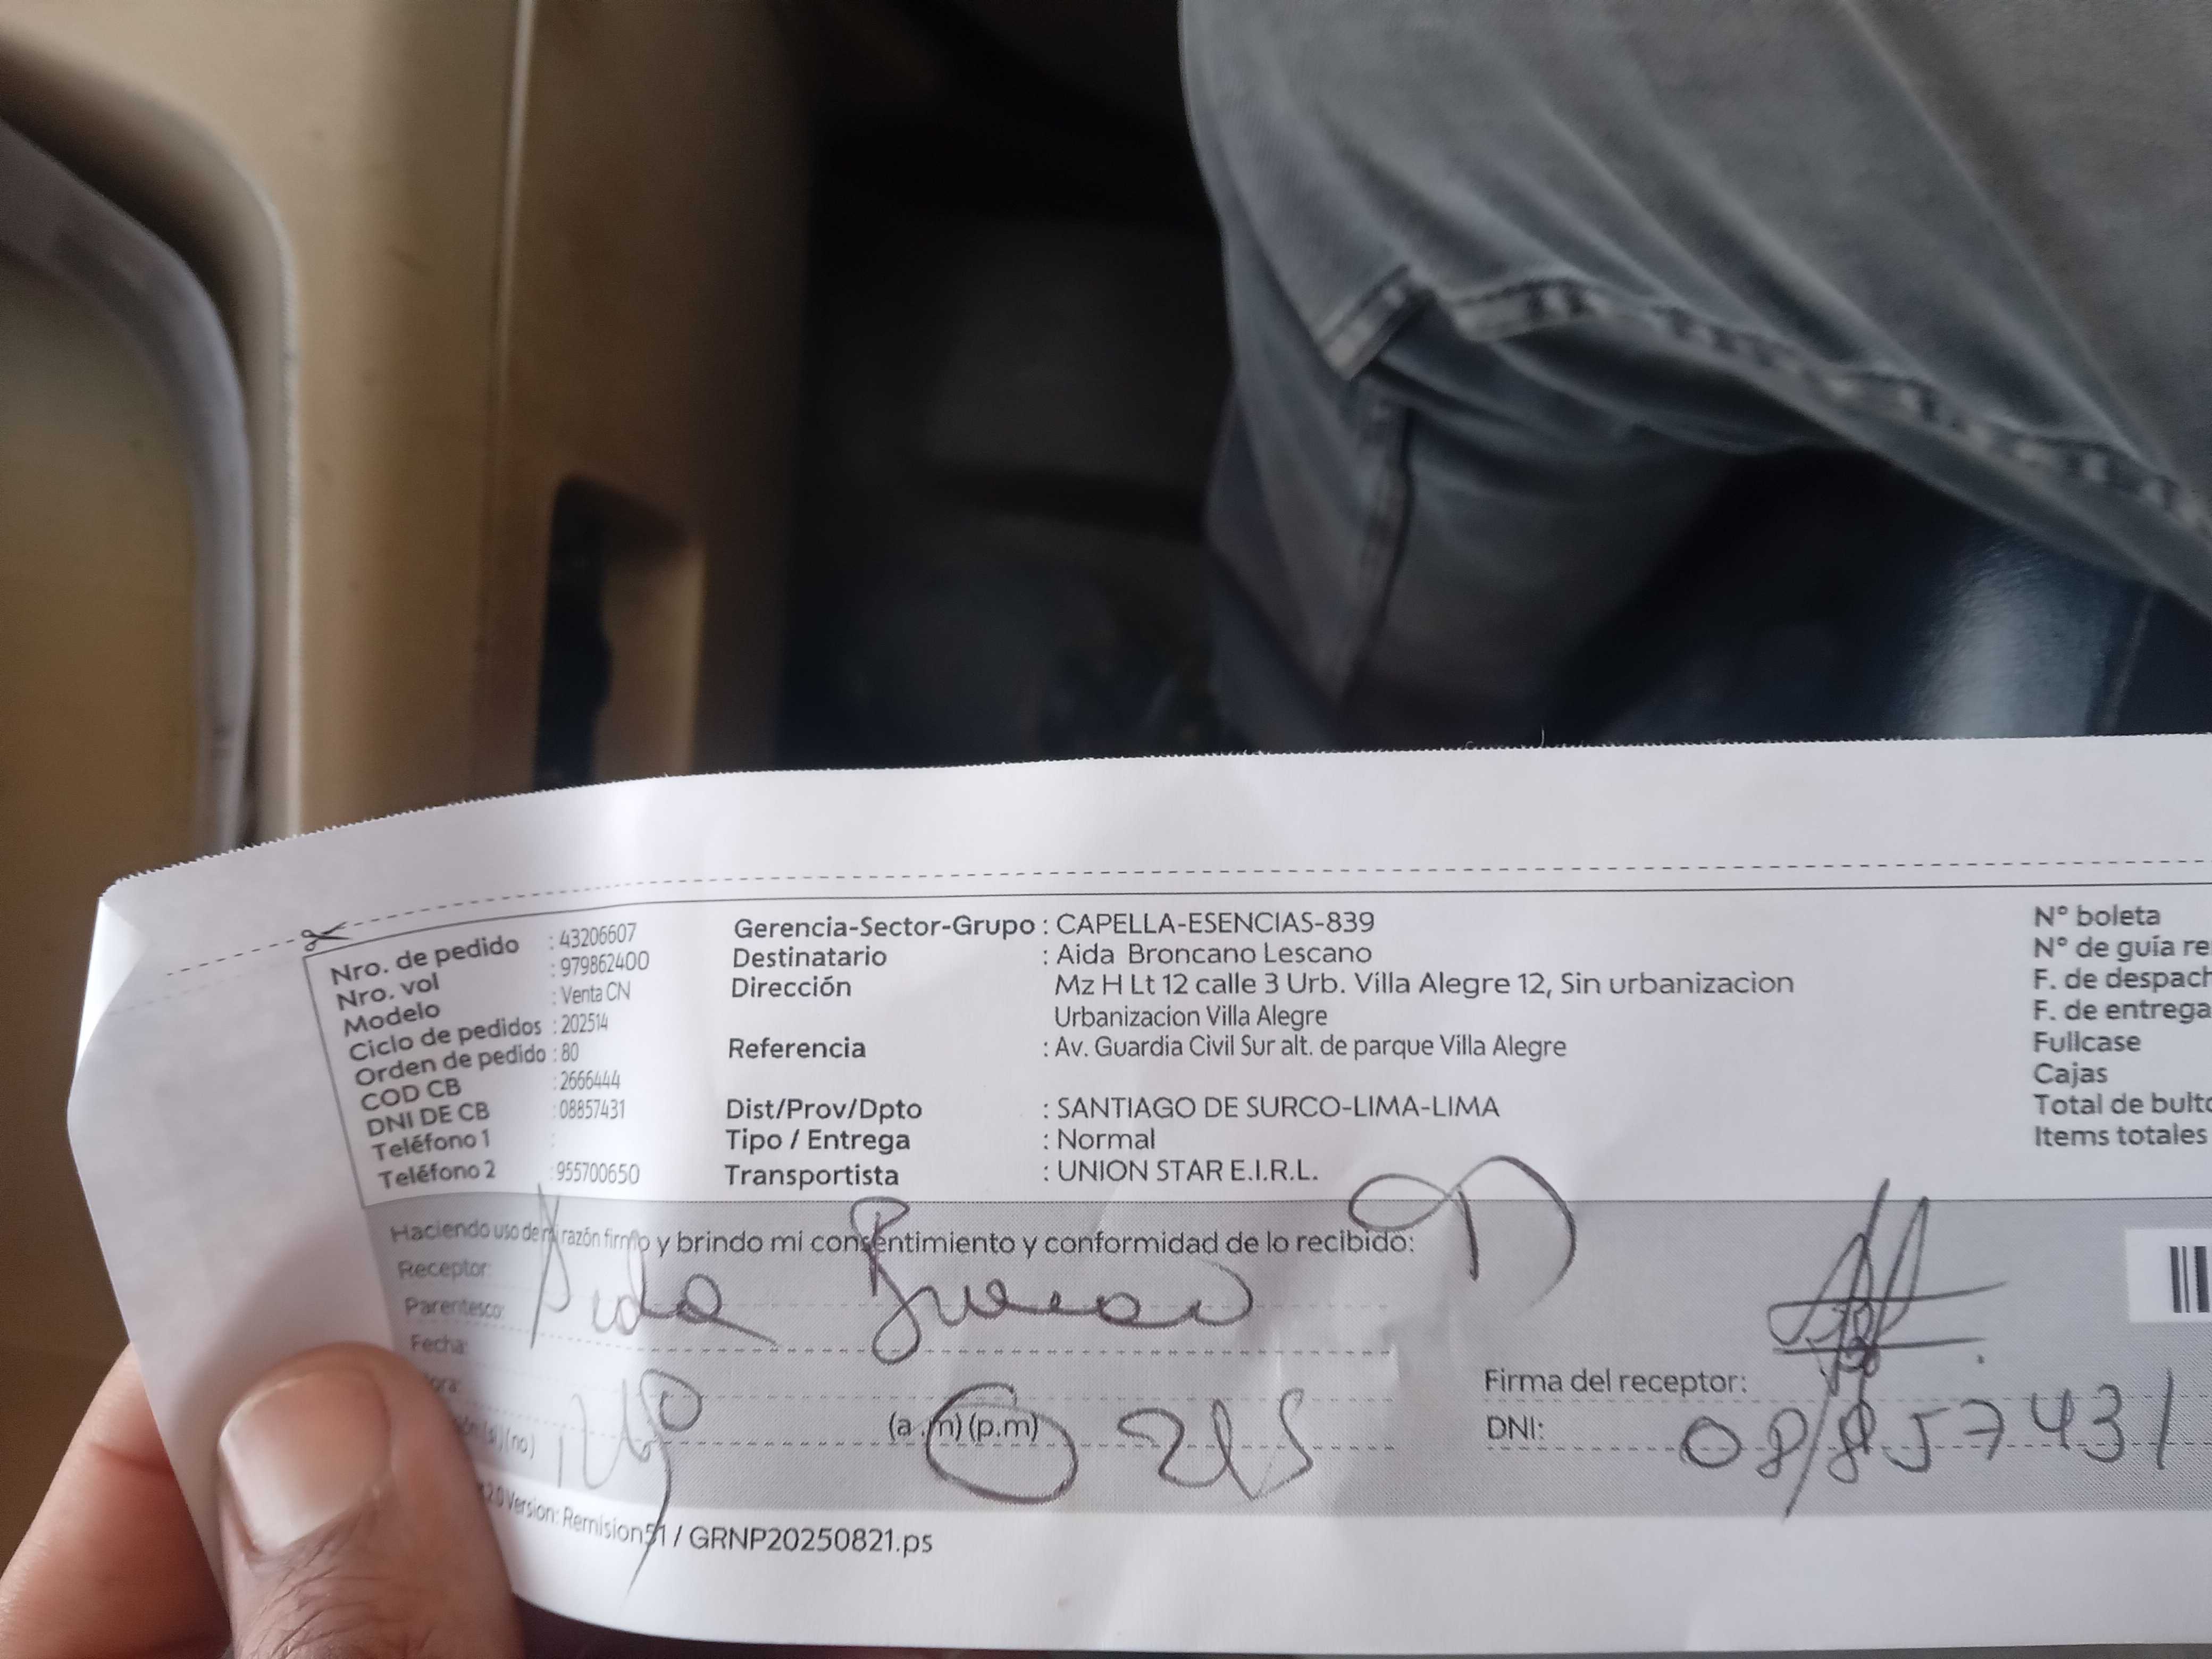 Nro. de pedido : 43206607
Nro. vol : 979862400
Modelo : Venta CN
Ciclo de pedidos : 202514
Orden de pedido : 80
COD CB : 2666444
DNI DE CB : 08857431
Teléfono 1 :
Teléfono 2 : 955700650
Gerencia-Sector-Grupo : CAPELLA-ESENCIAS-839
Destinatario : Aida Broncano Lescano
Dirección Mz H Lt 12 calle 3 Urb. Villa Alegre 12, Sin urbanizacion
Urbanizacion Villa Alegre
Referencia : Av. Guardia Civil Sur alt. de parque Villa Alegre
Dist/Prov/Dpto : SANTIAGO DE SURCO-LIMA-LIMA
Tipo / Entrega : Normal
Transportista : UNION STAR E.I.R.L.
N° boleta
N° de guía re
F. de despach
F. de entrega
Fullcase
Cajas
Total de bulto
Items totales
Haciendo uso de mi razón firmo y brindo mi consentimiento y conformidad de lo recibido:
Receptor: Aida
Parentesco:
Fecha:
(no) (a.m) (p.m)
Firma del receptor:
DNI: 08857431
Version: Remision51 / GRNP20250821.ps